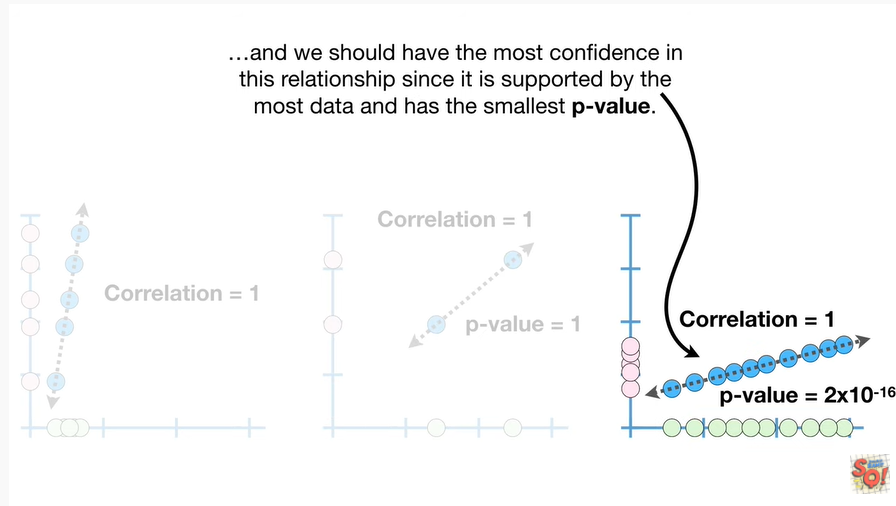 …and we should have the most confidence in
this relationship since it is supported by the
most data and has the smallest p-value.
Correlation = 1
Correlation = 1
p-value = 1
Correlation = 1
p-value = 2x10⁻¹⁶
SQ!